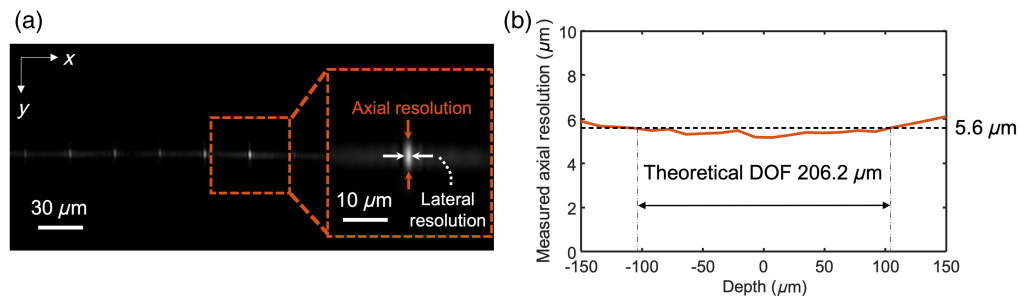 (a)
x
y
30 μm
Axial resolution
10 μm
Lateral
resolution
(b)
Measured axial resolution (μm)
10
8
6
4
2
0
5.6 μm
Theoretical DOF 206.2 μm
-150
-100
-50
0
50
100
150
Depth (μm)